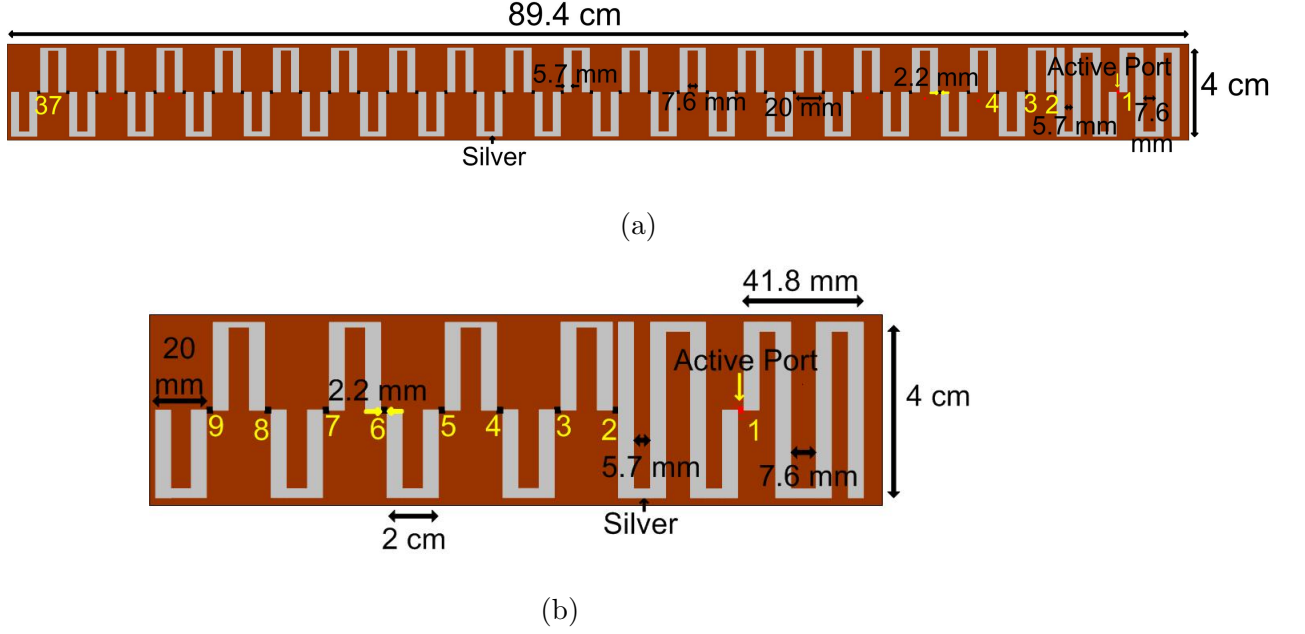 89.4 cm
Active Port
5.7 mm
2.2 mm
4 cm
37
7.6 mm
20 mm
4
3
2
1
7.6
mm
5.7 mm
Silver
(a)
41.8 mm
20
mm
Active Port
2.2 mm
4 cm
9
8
7
6
5
4
3
2
1
5.7 mm
7.6 mm
Silver
2 cm
(b)